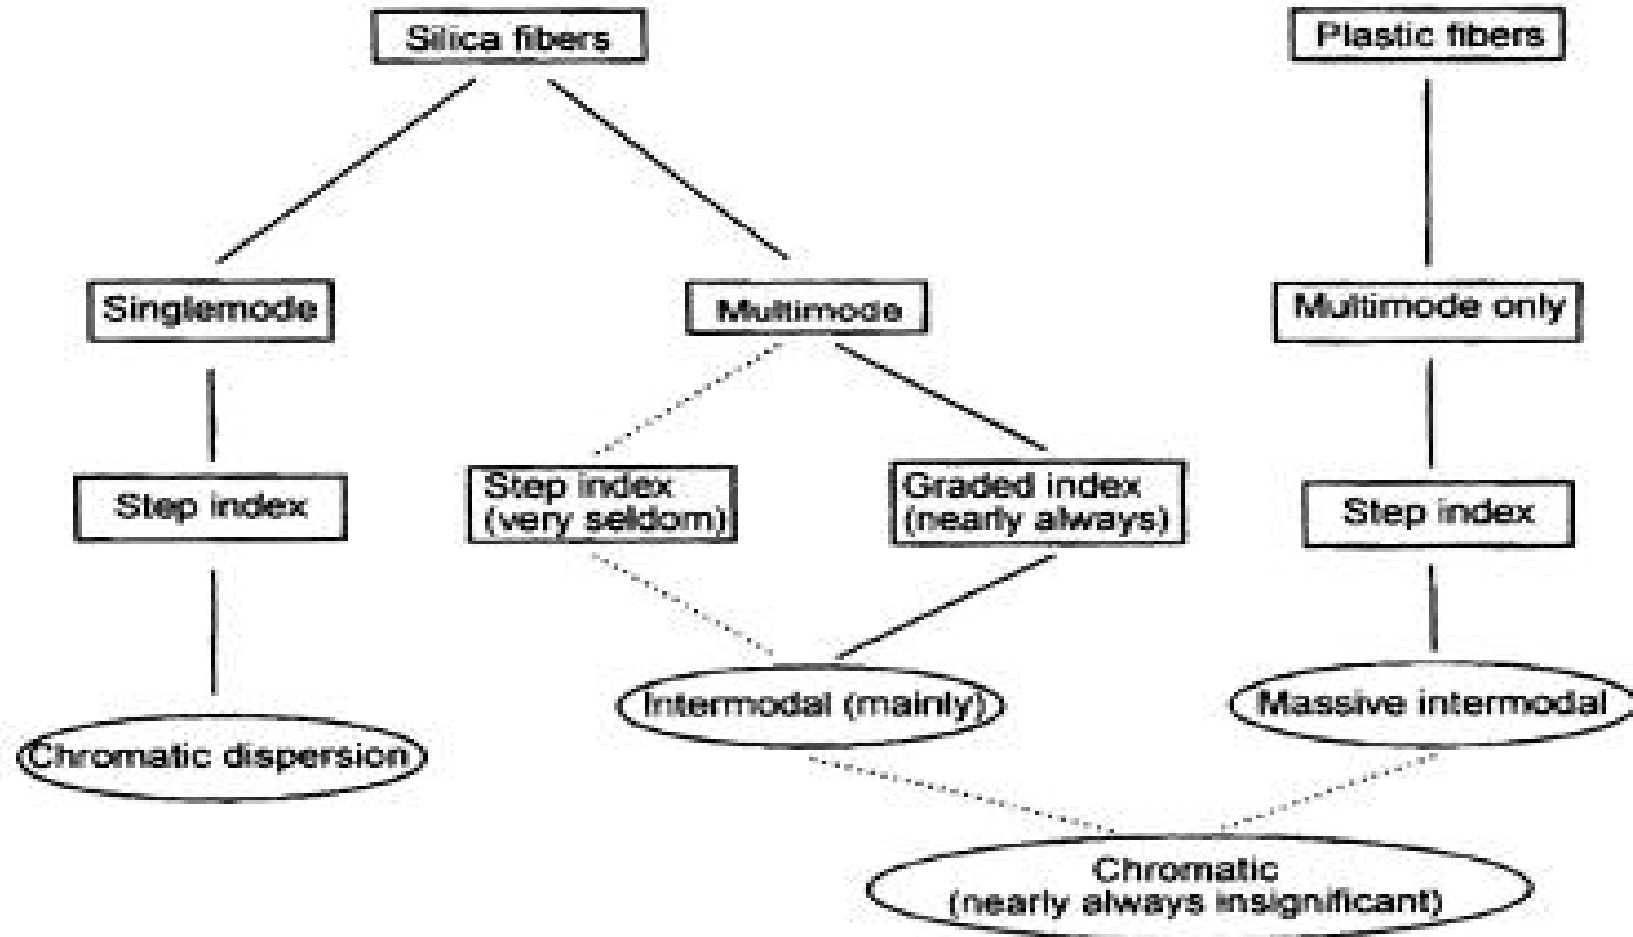 Silica fibers
Plastic fibers
Singlemode
Multimode
Multimode only
Step index
Step index
(very seldom)
Graded index
(nearly always)
Step index
Intermodal (mainly)
Massive intermodal
Chromatic dispersion
Chromatic
(nearly always insignificant)